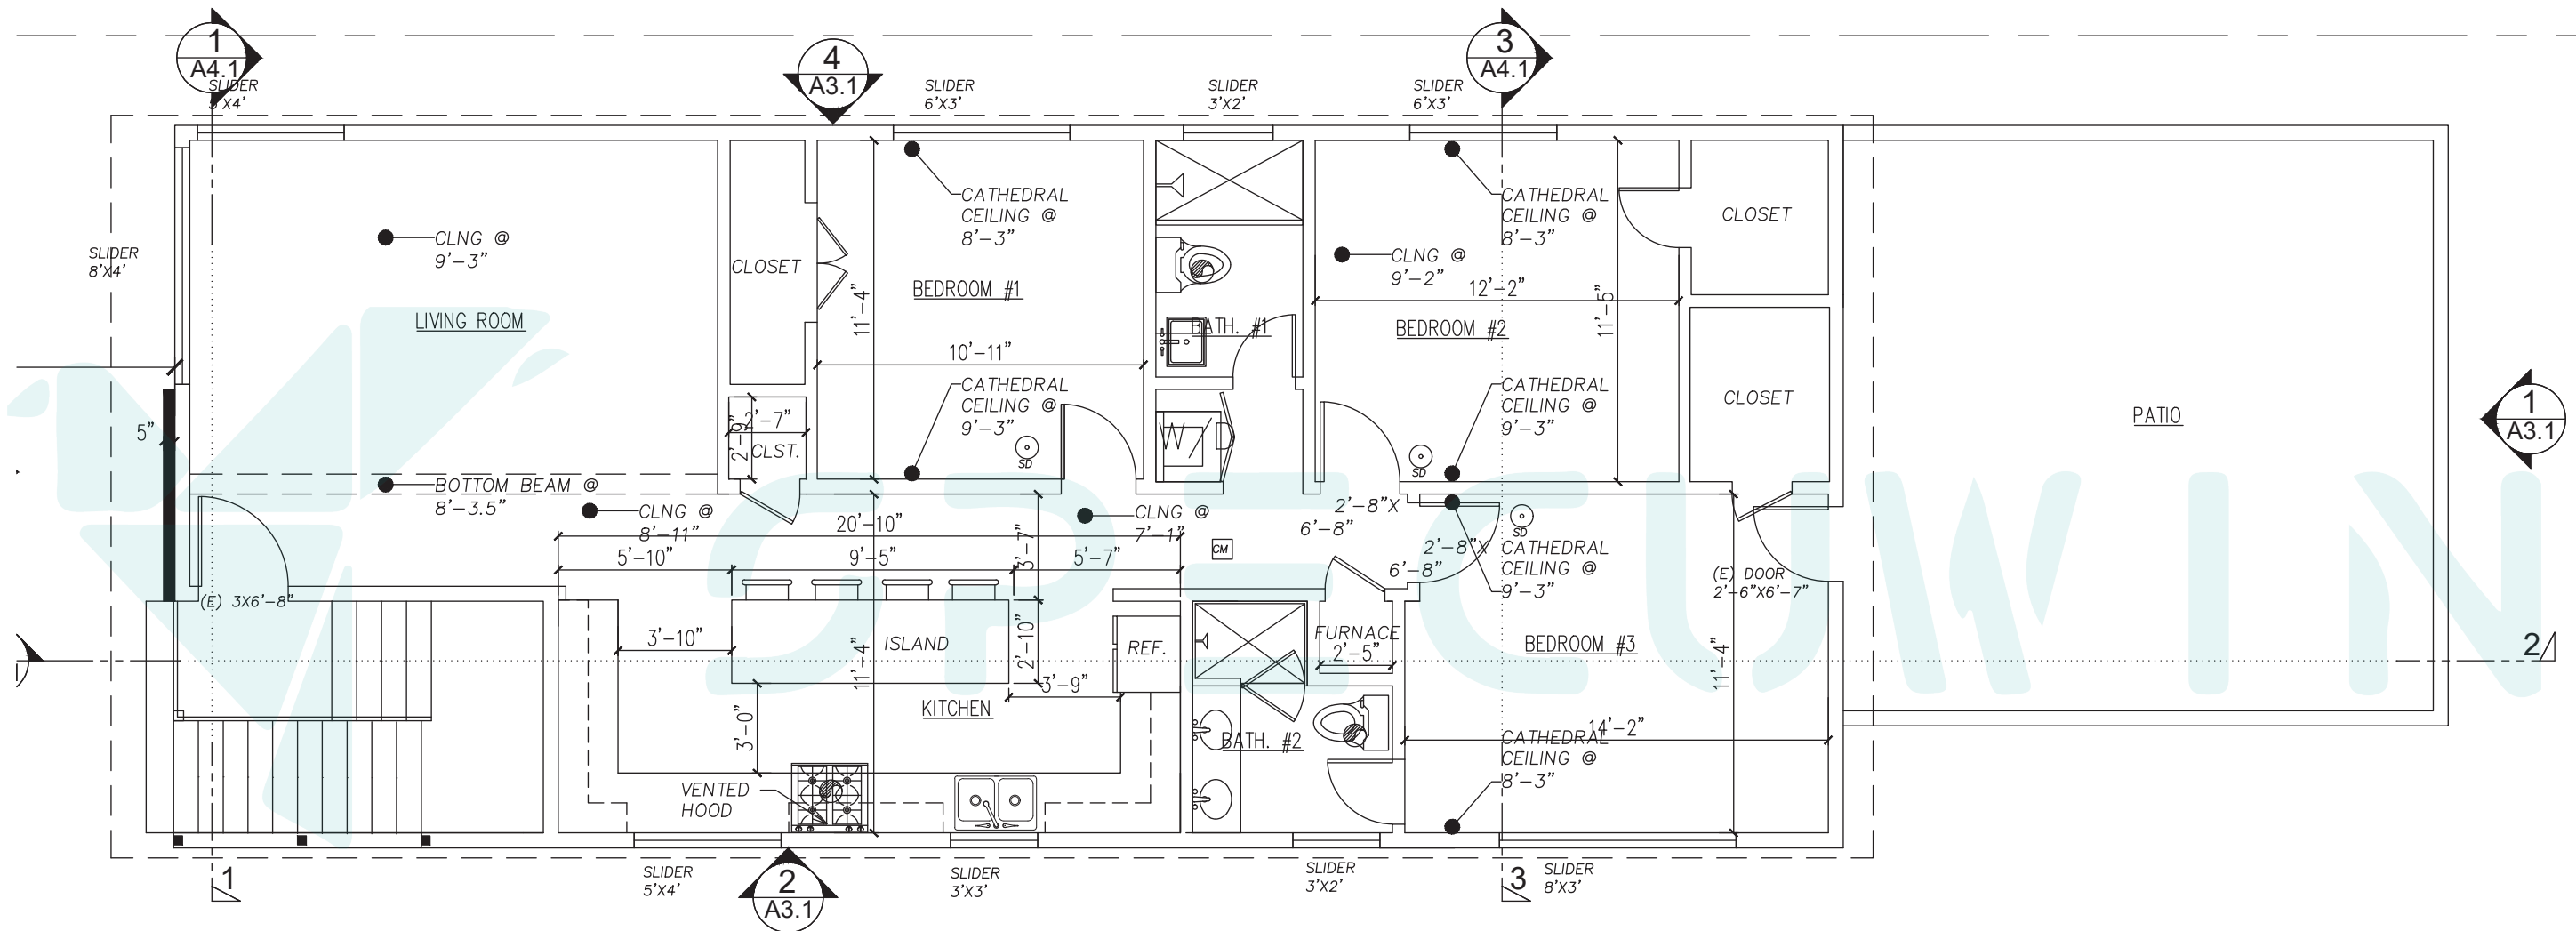 1
A4.1
SLIDER
5'X4'
4
A3.1
SLIDER
6'X3'
SLIDER
3'X2'
SLIDER
6'X3'
3
A4.1
SLIDER
8'X4'
CLNG @
9'-3"
LIVING ROOM
CLOSET
2'-7"
2'-9"
CLST.
CATHEDRAL
CEILING @
8'-3"
BEDROOM #1
11'-4"
10'-11"
CATHEDRAL
CEILING @
9'-3"
SD
BATH. #1
W
D
CLNG @
9'-2"
CATHEDRAL
CEILING @
8'-3"
12'-2"
BEDROOM #2
11'-5"
CATHEDRAL
CEILING @
9'-3"
SD
CLOSET
CLOSET
PATIO
1
A3.1
5"
BOTTOM BEAM @
8'-3.5"
CLNG @
8'-11"
20'-10"
CLNG @
7'-1"
5'-10"
9'-5"
5'-7"
3'-7"
CM
2'-8"X
6'-8"
2'-8"X
6'-8"
SD
CATHEDRAL
CEILING @
9'-3"
(E) DOOR
2'-6"X6'-7"
(E) 3X6'-8"
3'-10"
ISLAND
2'-10"
11'-4"
REF.
3'-9"
KITCHEN
3'-0"
VENTED
HOOD
FURNACE
2'-5"
BATH. #2
BEDROOM #3
11'-4"
14'-2"
CATHEDRAL
CEILING @
8'-3"
2
SPECUWIN
1
SLIDER
5'X4'
2
A3.1
SLIDER
3'X3'
SLIDER
3'X2'
3
SLIDER
8'X3'